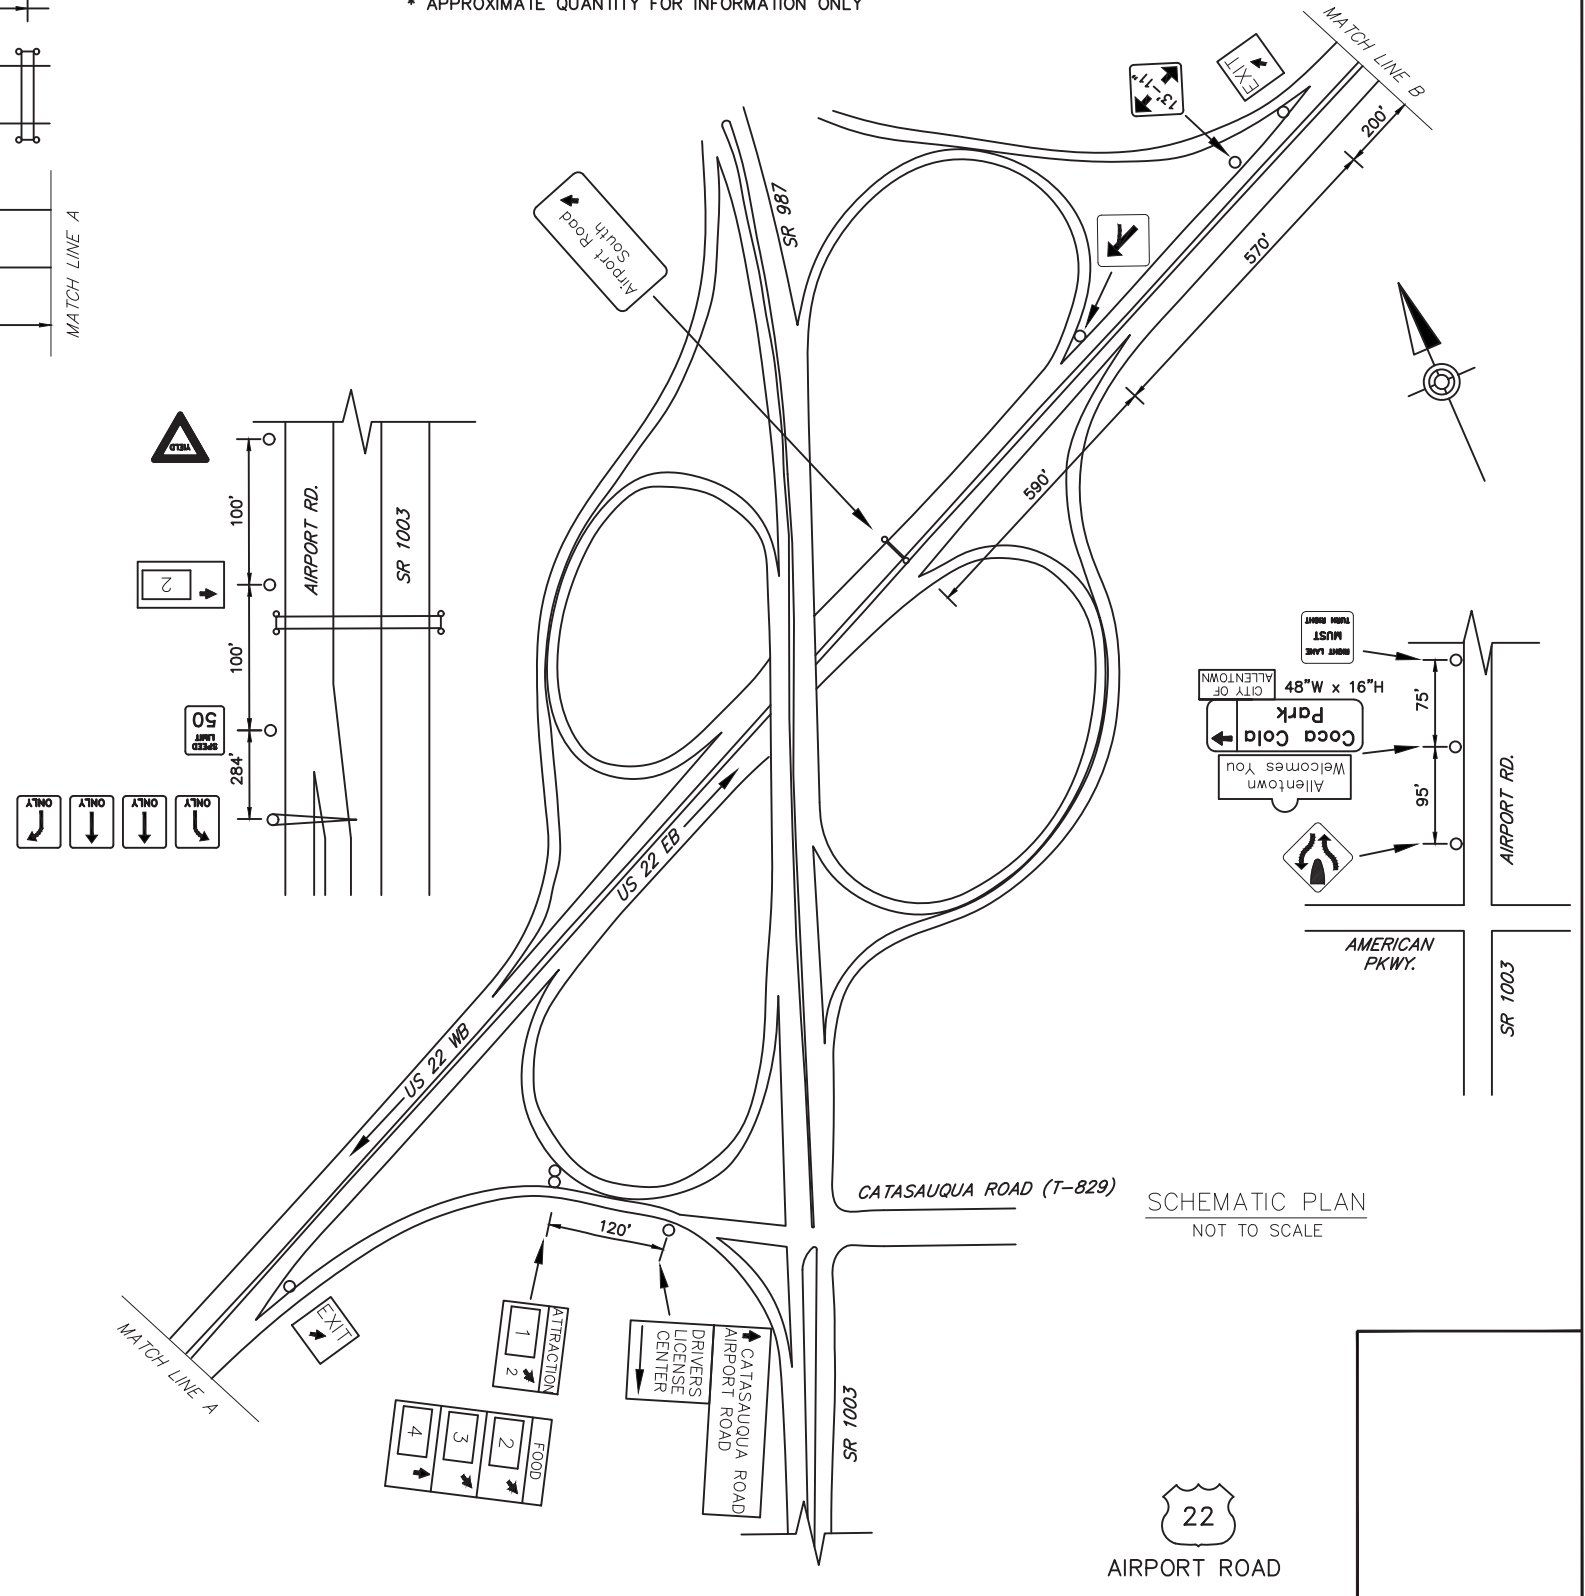 * APPROXIMATE QUANTITY FOR INFORMATION ONLY
MATCH LINE B
EXIT
13'-11"
200'
SR 987
Airport Road
South
MATCH LINE A
570'
YIELD
100'
AIRPORT RD.
SR 1003
590'
2
100'
RIGHT LANE
MUST
TURN RIGHT
CITY OF
ALLENTOWN
48"W x 16"H
75'
SPEED
LIMIT
50
Coca Cola
Park
284'
Allentown
Welcomes You
95'
AIRPORT RD.
ONLY
ONLY
ONLY
ONLY
US 22 EB
AMERICAN
PKWY.
SR 1003
US 22 WB
CATASAUQUA ROAD (T-829)
SCHEMATIC PLAN
NOT TO SCALE
120'
EXIT
MATCH LINE A
ATTRACTION
1
2
DRIVERS
LICENSE
CENTER
CATASAUQUA ROAD
AIRPORT ROAD
FOOD
2
3
4
SR 1003
22
AIRPORT ROAD